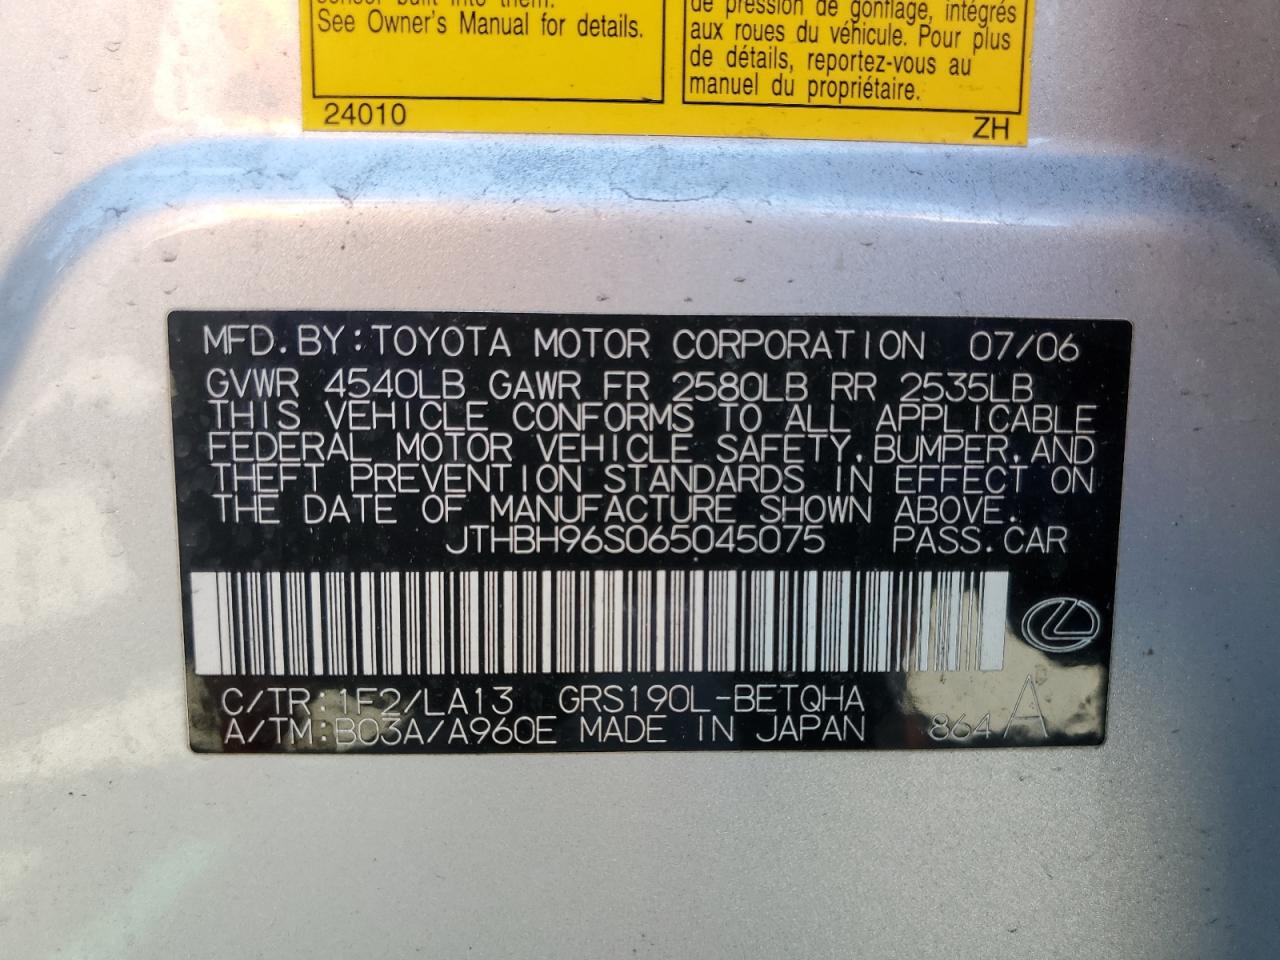 See Owner's Manual for details.
24010
de pression de gonflage, intégrés
aux roues du véhicule. Pour plus
de détails, reportez-vous au
manuel du propriétaire.
ZH
MFD. BY: TOYOTA MOTOR CORPORATION 07/06
GVWR 4540LB GAWR FR 2580LB RR 2535LB
THIS VEHICLE CONFORMS TO ALL APPLICABLE
FEDERAL MOTOR VEHICLE SAFETY, BUMPER, AND
THEFT PREVENTION STANDARDS IN EFFECT ON
THE DATE OF MANUFACTURE SHOWN ABOVE.
JTHBH96S065045075 PASS. CAR
C/TR: 1F2/LA13 GRS190L-BETQHA
A/TM: B03A/A960E MADE IN JAPAN 864 A